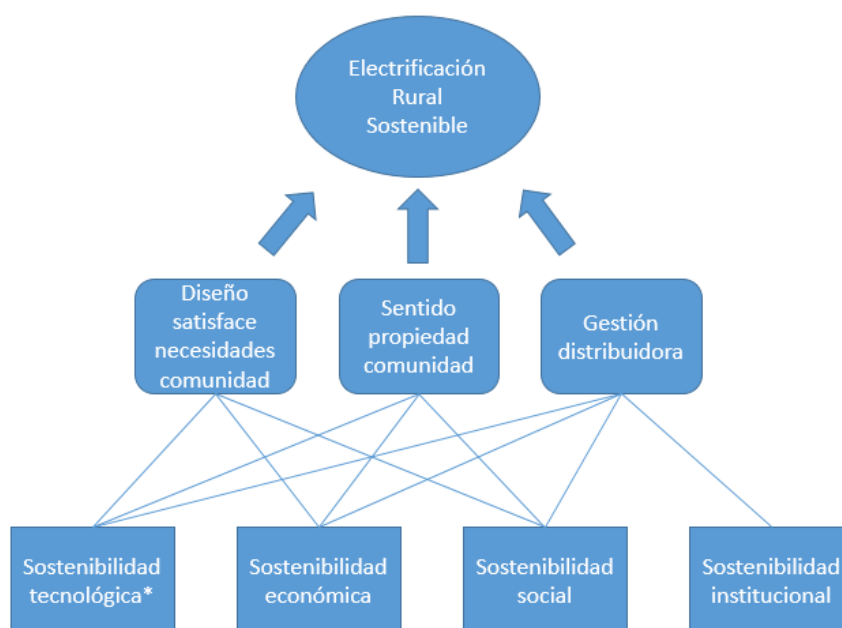 Electrificación
Rural
Sostenible
Diseño
satisface
necesidades
comunidad
Sentido
propiedad
comunidad
Gestión
distribuidora
Sostenibilidad
tecnológica*
Sostenibilidad
económica
Sostenibilidad
social
Sostenibilidad
institucional